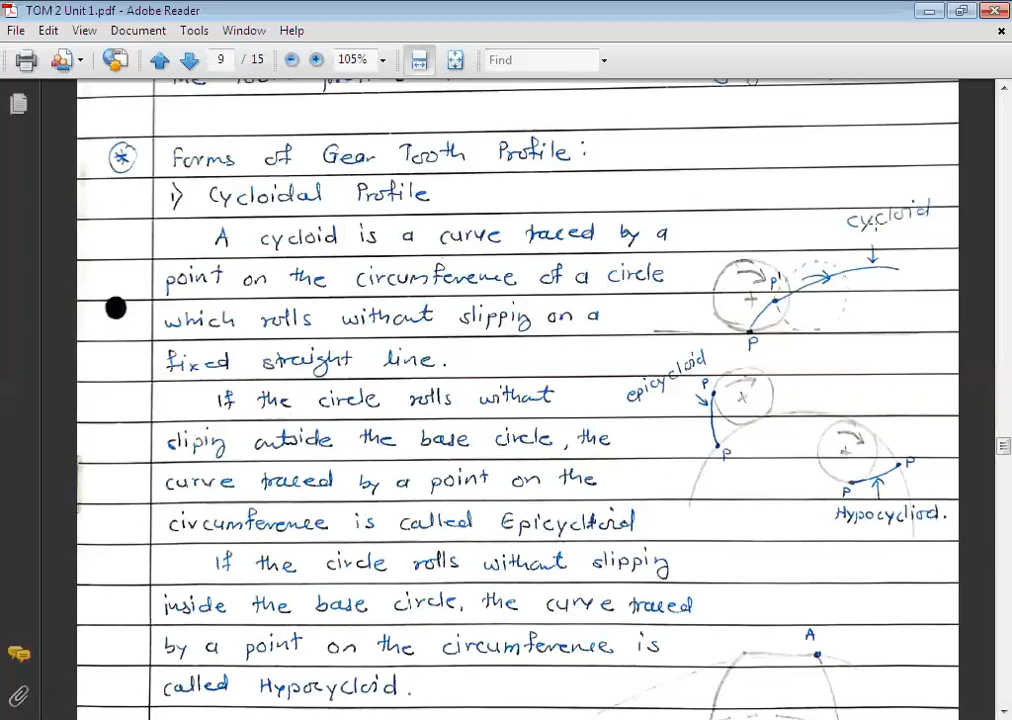 TOM 2 Unit 1.pdf - Adobe Reader
File Edit View Document Tools Window Help
9 / 15 105% Find
Forms of Gear Tooth Profile :
i) Cycloidal Profile
A cycloid is a curve traced by a
point on the circumference of a circle
which rolls without slipping on a
fixed straight line.
If the circle rolls without
sliping outside the base circle, the
curve traced by a point on the
circumference is called Epicycloid
If the circle rolls without slipping
inside the base circle, the curve traced
by a point on the circumference is
called Hypocycloid.
cycloid
P'
P
epicycloid
P
P
P
P
Hypocycliod.
A